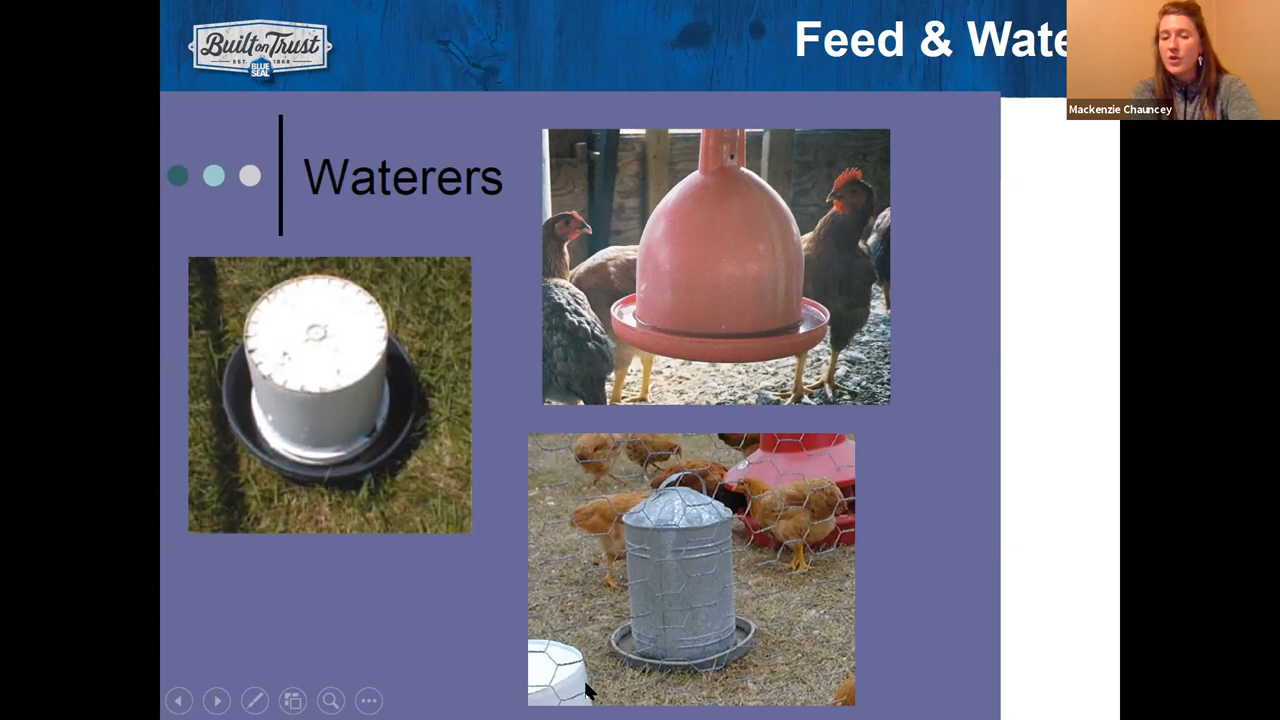 Built on Trust
EST. 1868
BLUE
SEAL
Feed & Wate
Mackenzie Chauncey
Waterers